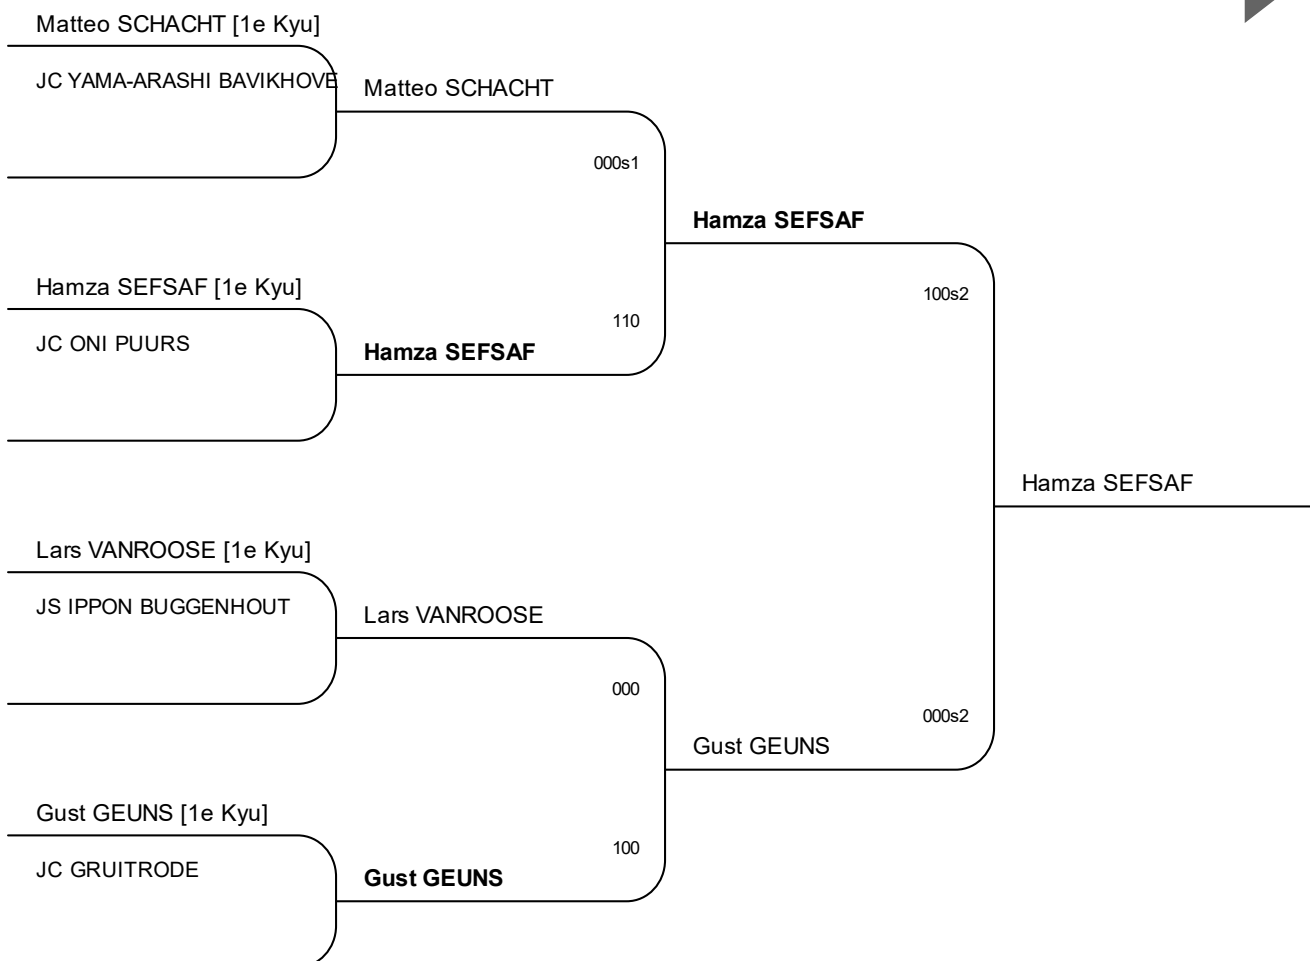 Matteo SCHACHT [1e Kyu]
JC YAMA-ARASHI BAVIKHOVE
Matteo SCHACHT
000s1
Hamza SEFSAF
Hamza SEFSAF [1e Kyu]
100s2
110
JC ONI PUURS
Hamza SEFSAF
Hamza SEFSAF
Lars VANROOSE [1e Kyu]
JS IPPON BUGGENHOUT
Lars VANROOSE
000
000s2
Gust GEUNS
Gust GEUNS [1e Kyu]
100
JC GRUITRODE
Gust GEUNS